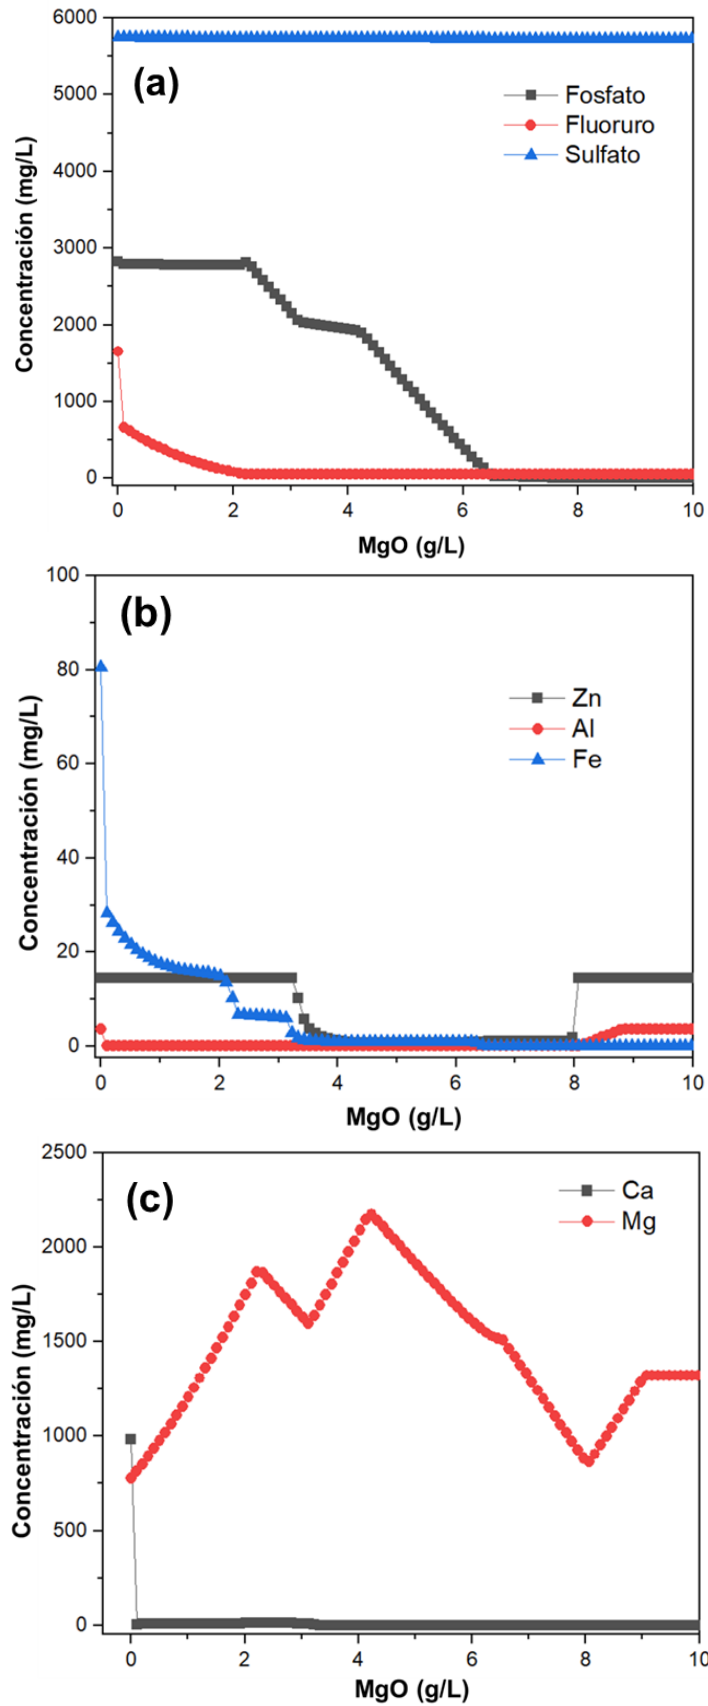 (a)
Fosfato
Fluoruro
Sulfato
Concentración (mg/L)
6000
5000
4000
3000
2000
1000
0
0 2 4 6 8 10
MgO (g/L)
(b)
Zn
Al
Fe
Concentración (mg/L)
100
80
60
40
20
0
0 2 4 6 8 10
MgO (g/L)
(c)
Ca
Mg
Concentración (mg/L)
2500
2000
1500
1000
500
0
0 2 4 6 8 10
MgO (g/L)